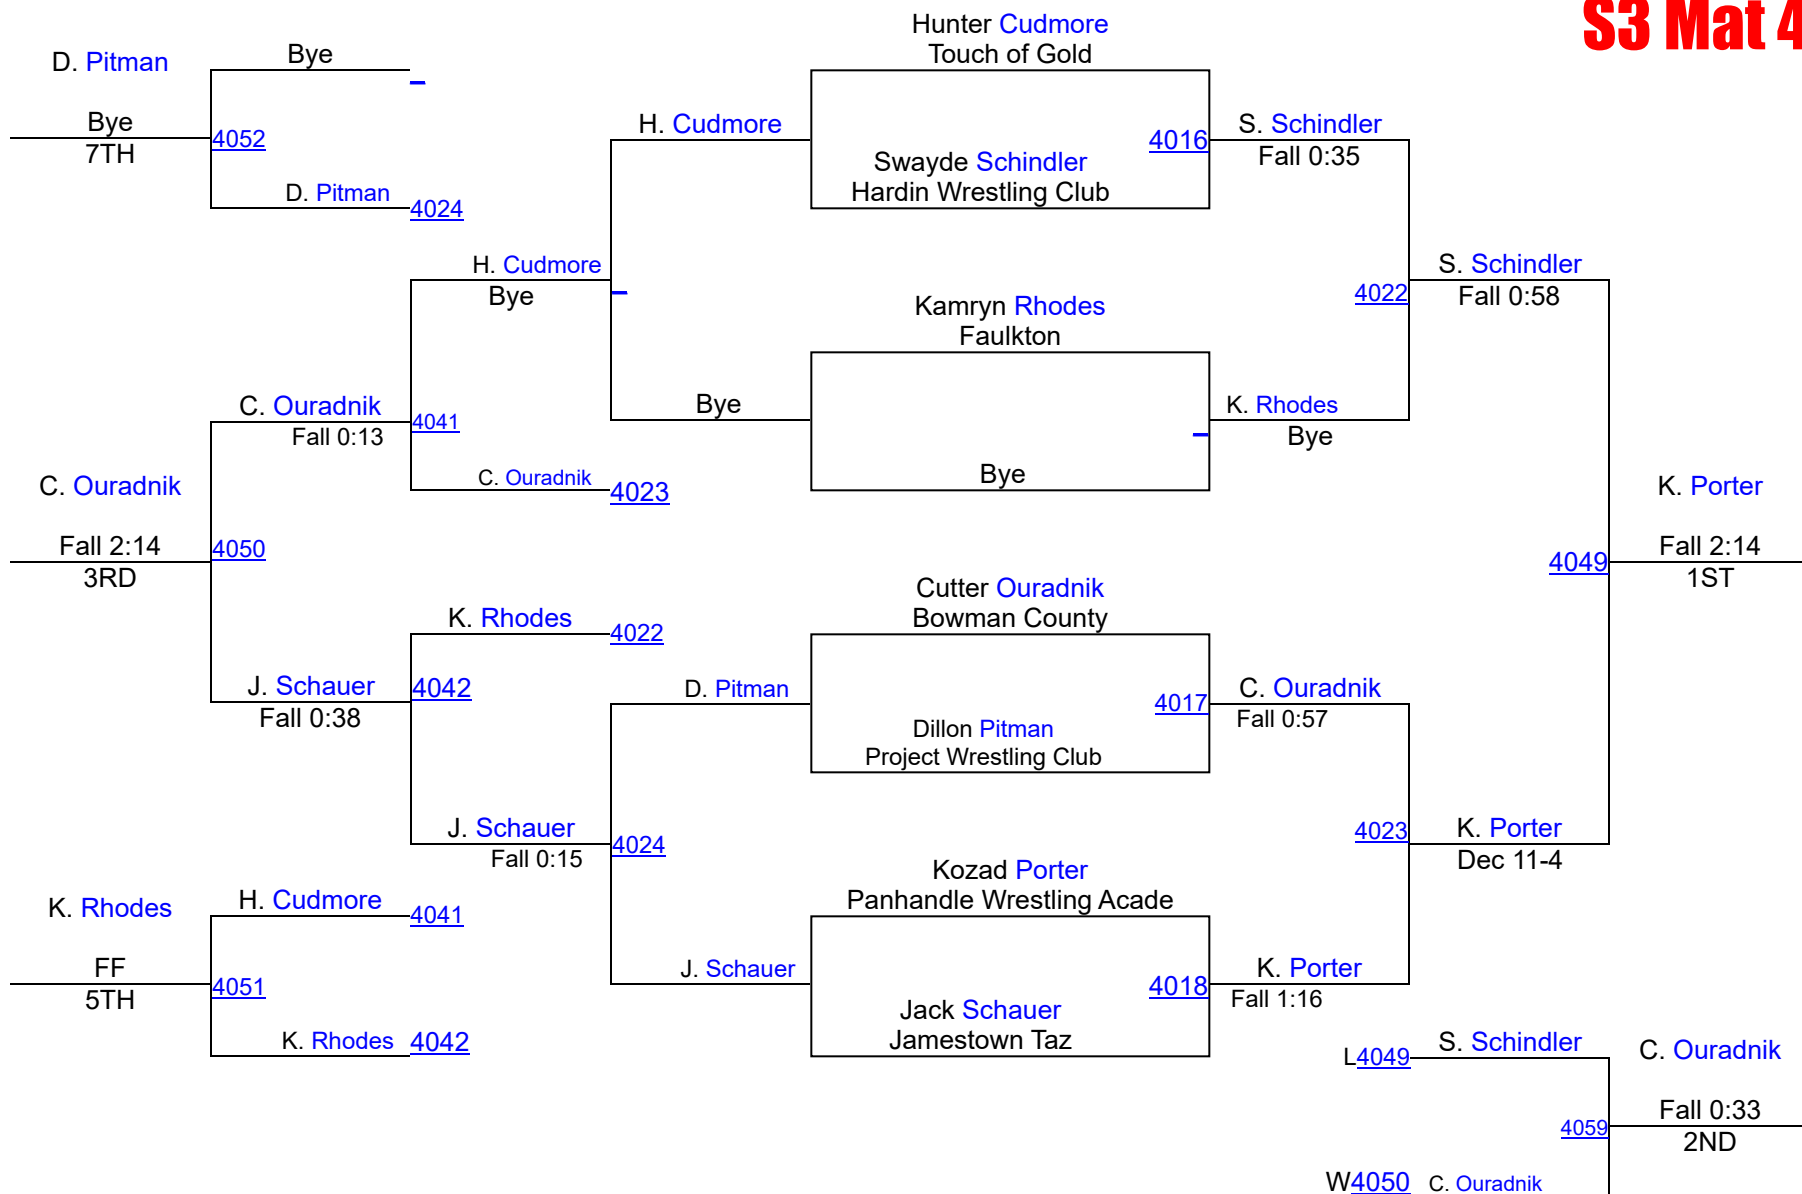 S3 Mat 4
D. Pitman
Bye
Bye
7TH
4052
D. Pitman 4024
H. Cudmore
Bye
C. Ouradnik
Fall 0:13
4041
C. Ouradnik 4023
C. Ouradnik
Fall 2:14
3RD
4050
K. Rhodes 4022
J. Schauer
Fall 0:38
4042
J. Schauer
Fall 0:15
4024
K. Rhodes
FF
5TH
H. Cudmore 4041
4051
K. Rhodes 4042
H. Cudmore
Bye
D. Pitman
J. Schauer
Hunter Cudmore
Touch of Gold
4016
Swayde Schindler
Hardin Wrestling Club
Kamryn Rhodes
Faulkton
Bye
Cutter Ouradnik
Bowman County
4017
Dillon Pitman
Project Wrestling Club
Kozad Porter
Panhandle Wrestling Acade
4018
Jack Schauer
Jamestown Taz
S. Schindler
Fall 0:35
4022
K. Rhodes
Bye
C. Ouradnik
Fall 0:57
4023
K. Porter
Fall 1:16
S. Schindler
Fall 0:58
4049
K. Porter
Dec 11-4
K. Porter
Fall 2:14
1ST
L4049 S. Schindler
C. Ouradnik
Fall 0:33
4059
2ND
W4050 C. Ouradnik